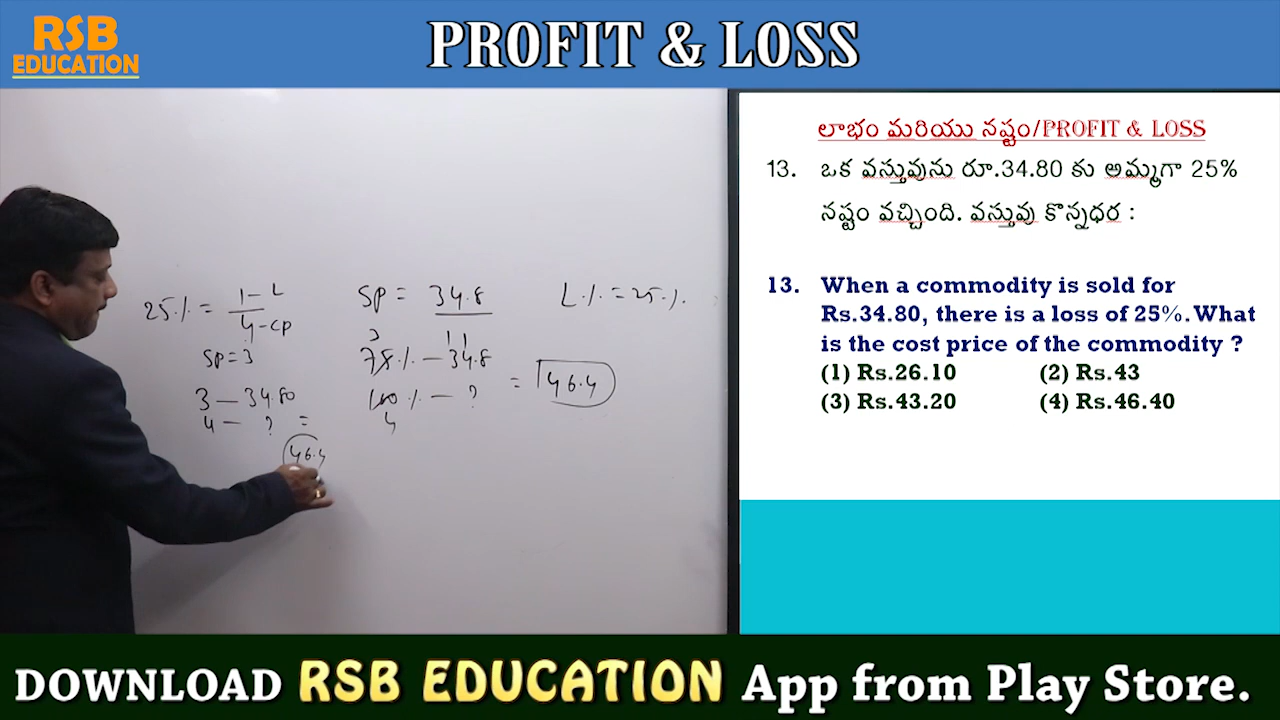 RSB
EDUCATION
PROFIT & LOSS
లాభం మరియు నష్టం/PROFIT & LOSS
13. ఒక వస్తువును రూ.34.80 కు అమ్మగా 25%
నష్టం వచ్చింది. వస్తువు కొన్నధర :
13. When a commodity is sold for
Rs.34.80, there is a loss of 25%.What
is the cost price of the commodity ?
(1) Rs.26.10 (2) Rs.43
(3) Rs.43.20 (4) Rs.46.40
25% = 1-L
4-CP
SP=3
3 — 34.80
4 — ? =
46.4
SP = 34.8
3
75% — 34.8
100% — ?
4
= 46.4
L% = 25%
DOWNLOAD RSB EDUCATION App from Play Store.